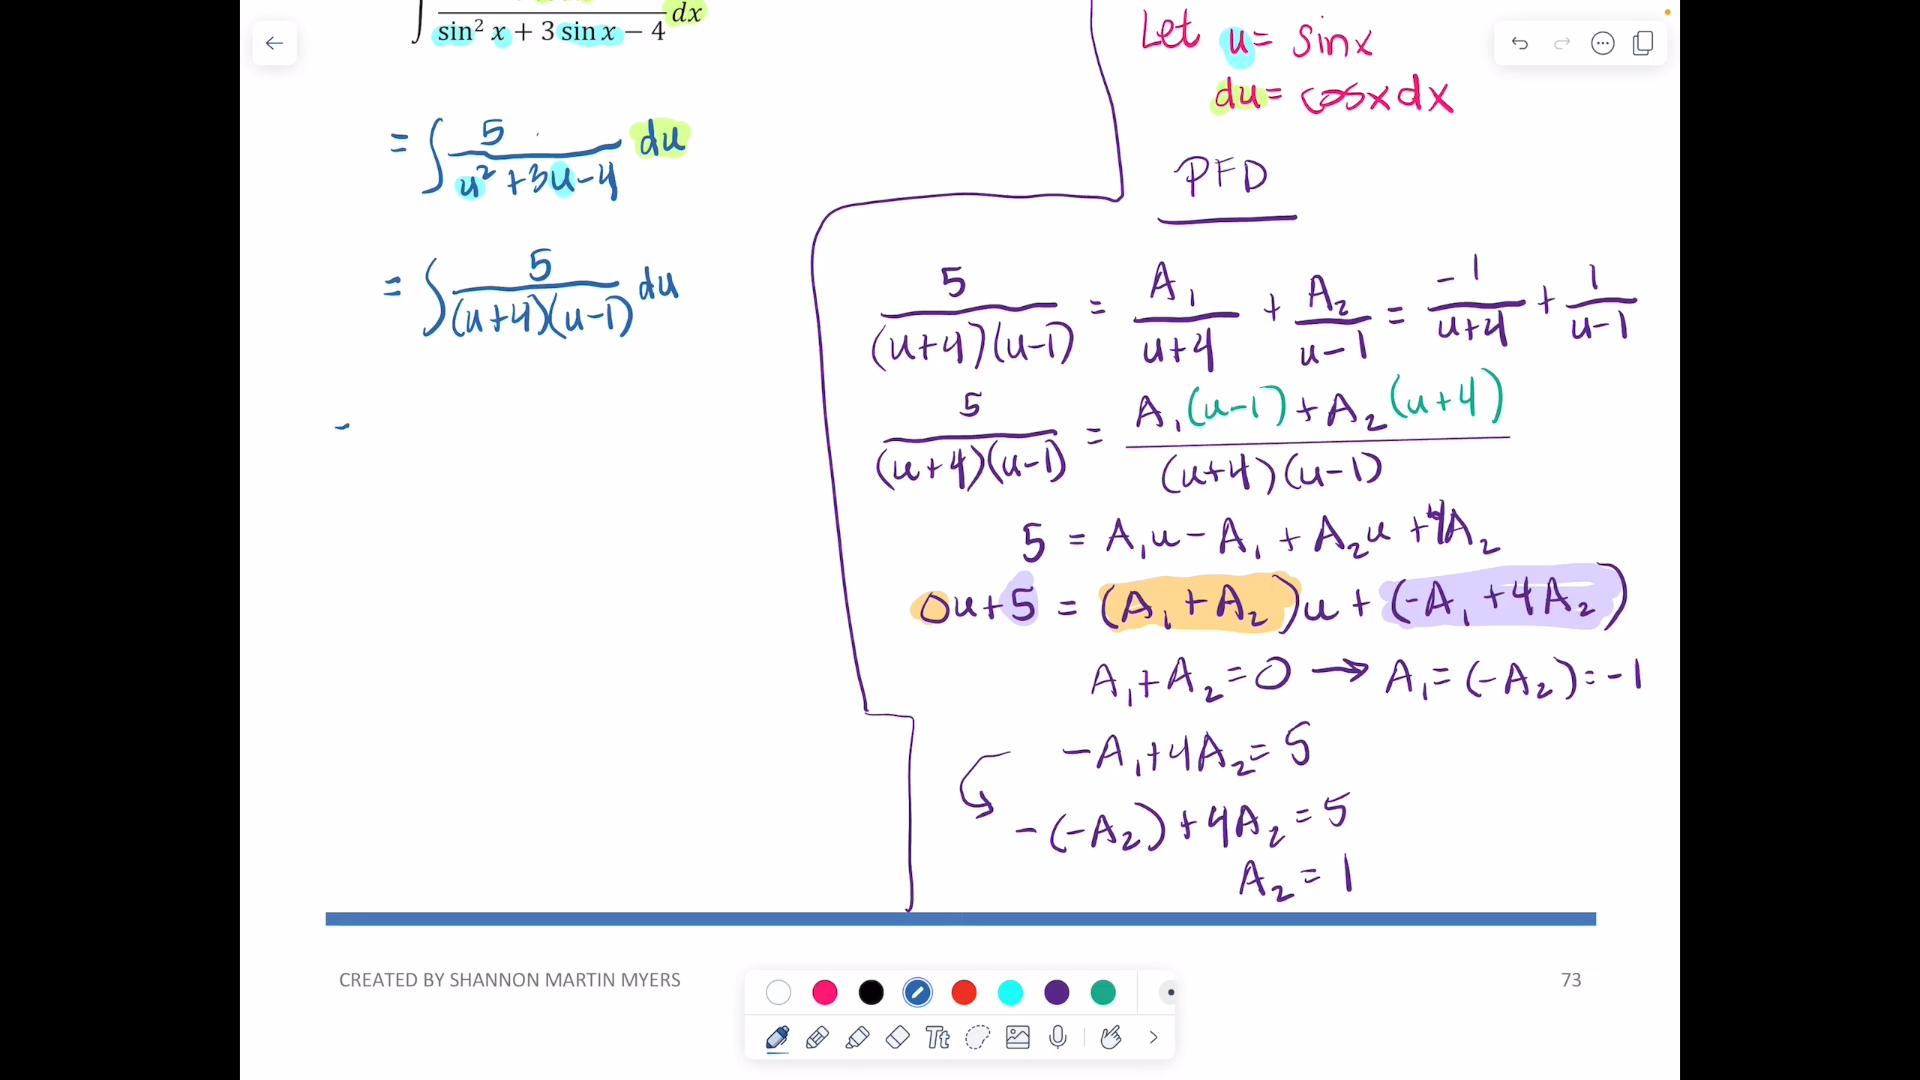 ∫ / (sin² x + 3 sin x − 4) dx
= ∫ 5 / (u² + 3u − 4) du
= ∫ 5 / ((u+4)(u−1)) du
-
Let u = sinx
du = cosx dx
PFD
5 / ((u+4)(u−1)) = A₁ / (u+4) + A₂ / (u−1) = −1 / (u+4) + 1 / (u−1)
5 / ((u+4)(u−1)) = (A₁(u−1) + A₂(u+4)) / ((u+4)(u−1))
5 = A₁u − A₁ + A₂u + 4A₂
0u + 5 = (A₁ + A₂)u + (−A₁ + 4A₂)
A₁ + A₂ = 0 → A₁ = (−A₂) = −1
−A₁ + 4A₂ = 5
−(−A₂) + 4A₂ = 5
A₂ = 1
CREATED BY SHANNON MARTIN MYERS
73
Tt